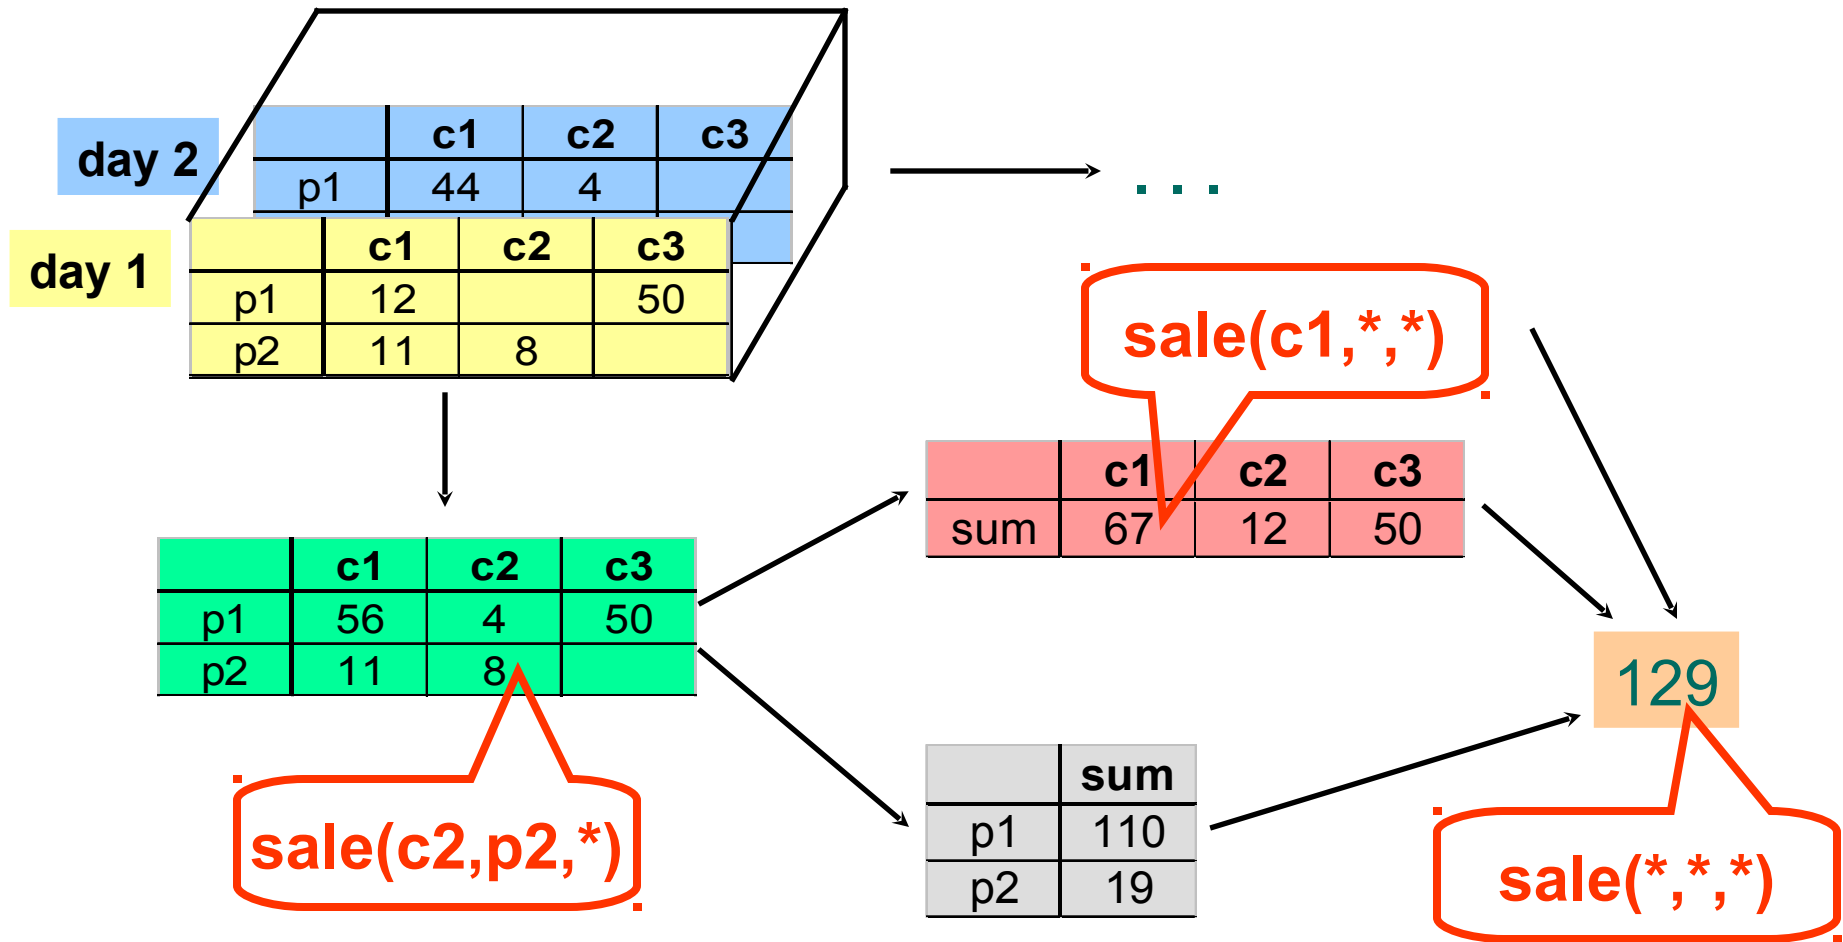 day 2
c1 c2 c3
p1 44 4
day 1
c1 c2 c3
p1 12 50
p2 11 8
. . .
sale(c1,*,*)
c1 c2 c3
sum 67 12 50
c1 c2 c3
p1 56 4 50
p2 11 8
129
sale(c2,p2,*)
sum
p1 110
p2 19
sale(*,*,*)